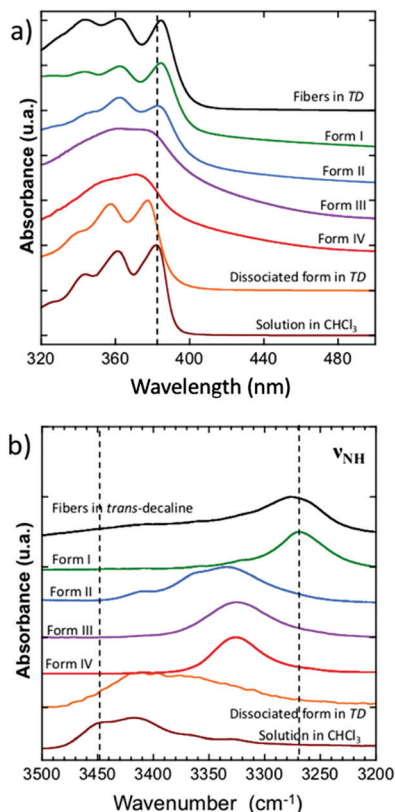 a)
Absorbance (u.a.)
Fibers in TD
Form I
Form II
Form III
Form IV
Dissociated form in TD
Solution in CHCl₃
320 360 400 440 480
Wavelength (nm)
b)
νNH
Absorbance (u.a.)
Fibers in trans-decaline
Form I
Form II
Form III
Form IV
Dissociated form in TD
Solution in CHCl₃
3500 3450 3400 3350 3300 3250 3200
Wavenumber (cm⁻¹)